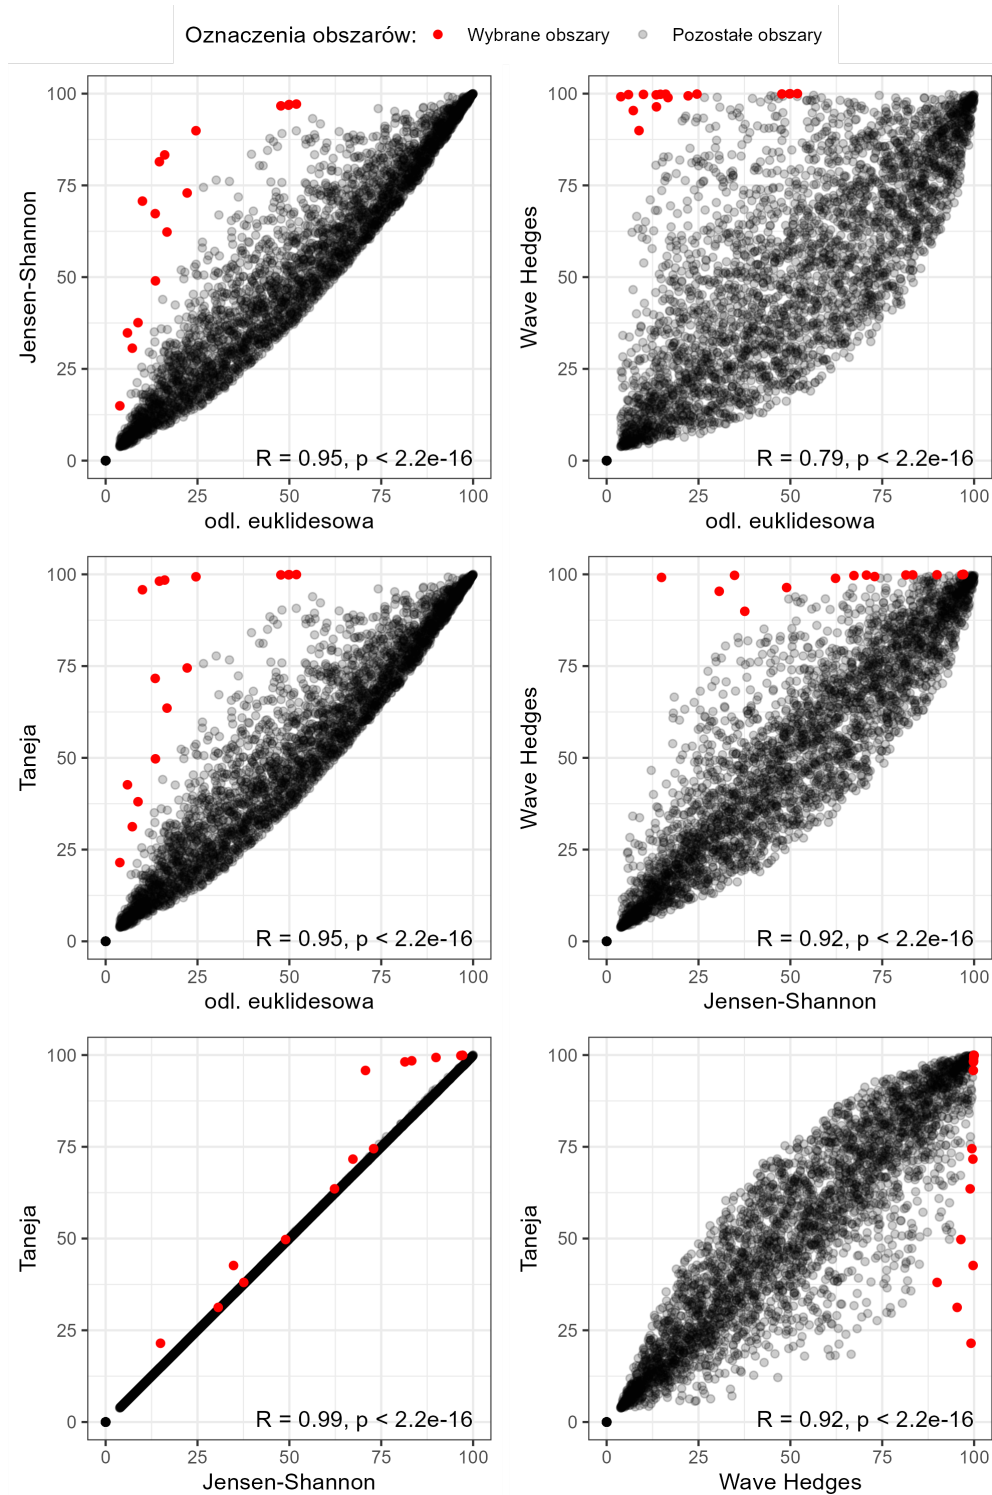 Oznaczenia obszarów: Wybrane obszary Pozostałe obszary
100
75
50
25
0
Jensen-Shannon
R = 0.95, p < 2.2e-16
0 25 50 75 100
odl. euklidesowa
100
75
50
25
0
Wave Hedges
R = 0.79, p < 2.2e-16
0 25 50 75 100
odl. euklidesowa
100
75
50
25
0
Taneja
R = 0.95, p < 2.2e-16
0 25 50 75 100
odl. euklidesowa
100
75
50
25
0
Wave Hedges
R = 0.92, p < 2.2e-16
0 25 50 75 100
Jensen-Shannon
100
75
50
25
0
Taneja
R = 0.99, p < 2.2e-16
0 25 50 75 100
Jensen-Shannon
100
75
50
25
0
Taneja
R = 0.92, p < 2.2e-16
0 25 50 75 100
Wave Hedges